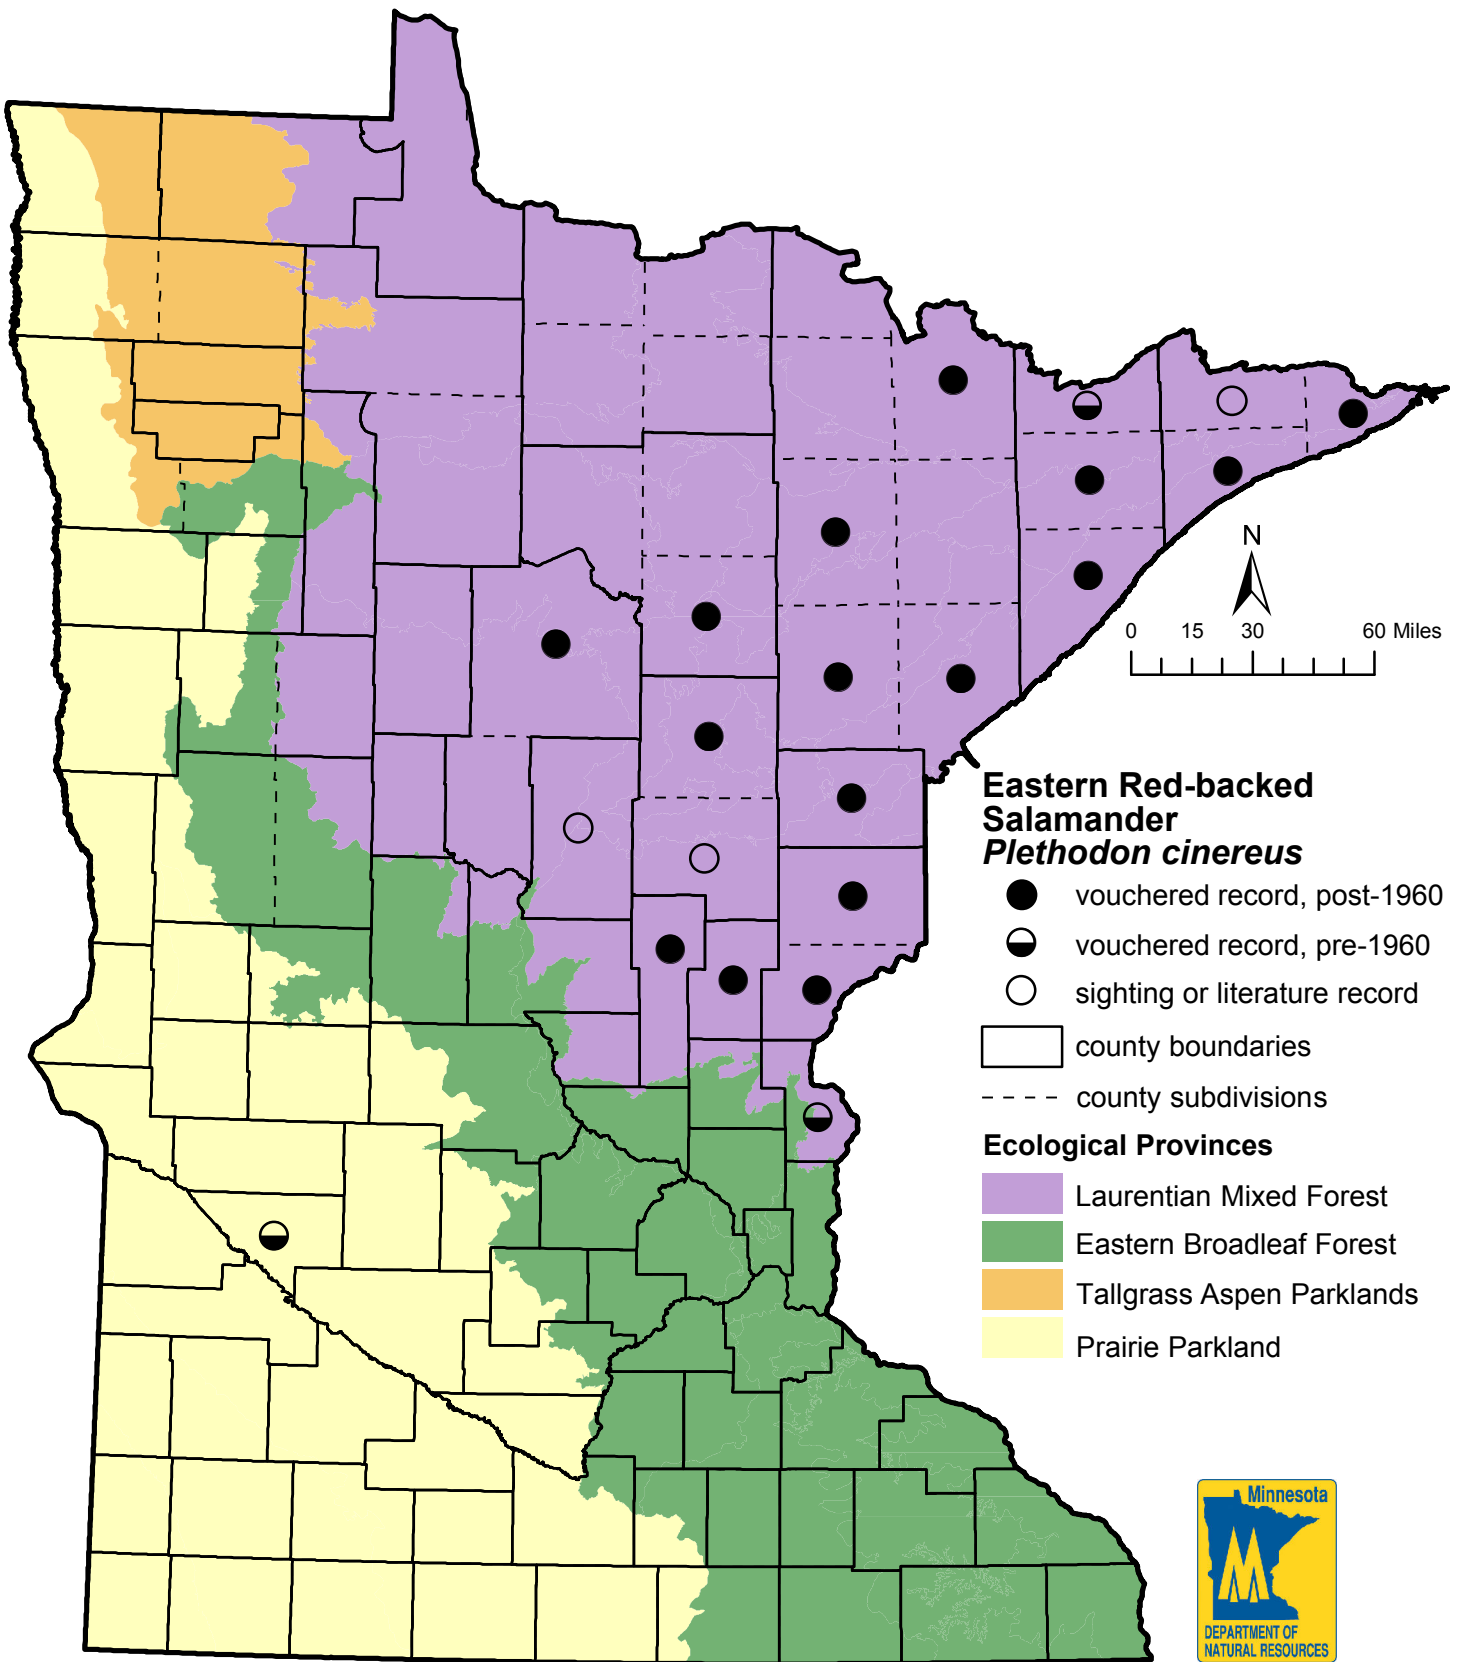 N
0 15 30 60 Miles
Eastern Red-backed
Salamander
Plethodon cinereus
vouchered record, post-1960
vouchered record, pre-1960
sighting or literature record
county boundaries
county subdivisions
Ecological Provinces
Laurentian Mixed Forest
Eastern Broadleaf Forest
Tallgrass Aspen Parklands
Prairie Parkland
Minnesota
DEPARTMENT OF
NATURAL RESOURCES